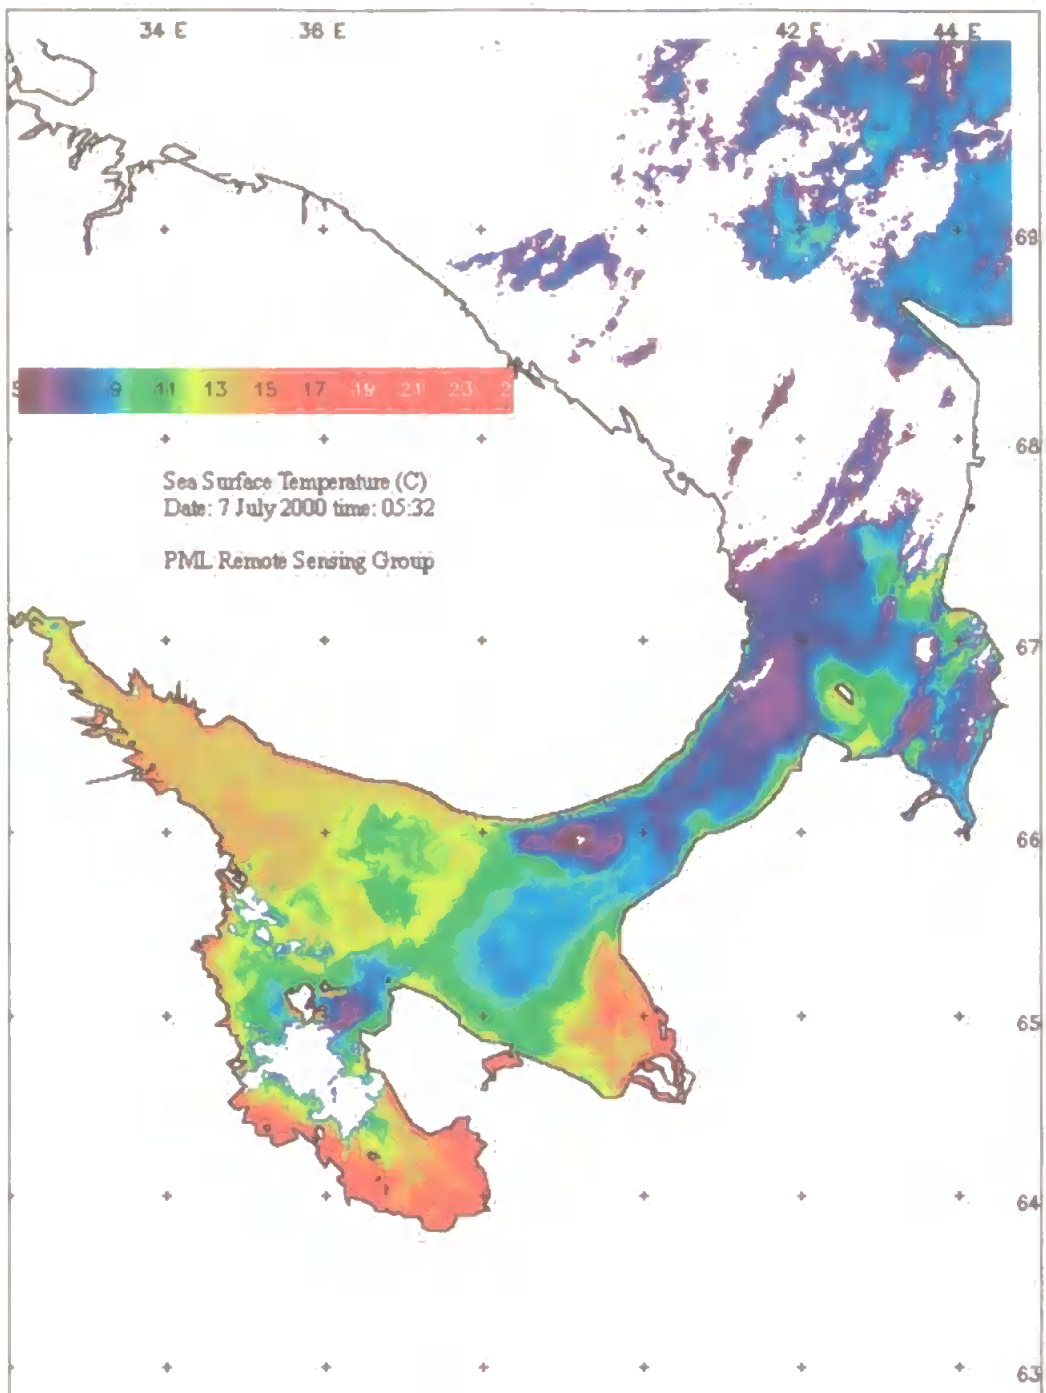 34 E 38 E 42 E 44 E
69
9 11 13 15 17 19 21 23
68
Sea Surface Temperature (C)
Date: 7 July 2000 time: 05:32
PML Remote Sensing Group
67
66
65
64
63